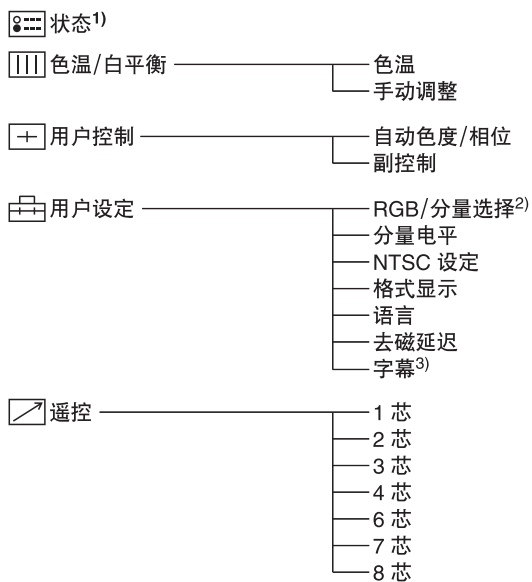 状态1)
色温/白平衡
色温
手动调整
用户控制
自动色度/相位
副控制
用户设定
RGB/分量选择2)
分量电平
NTSC 设定
格式显示
语言
去磁延迟
字幕3)
遥控
1 芯
2 芯
3 芯
4 芯
6 芯
7 芯
8 芯